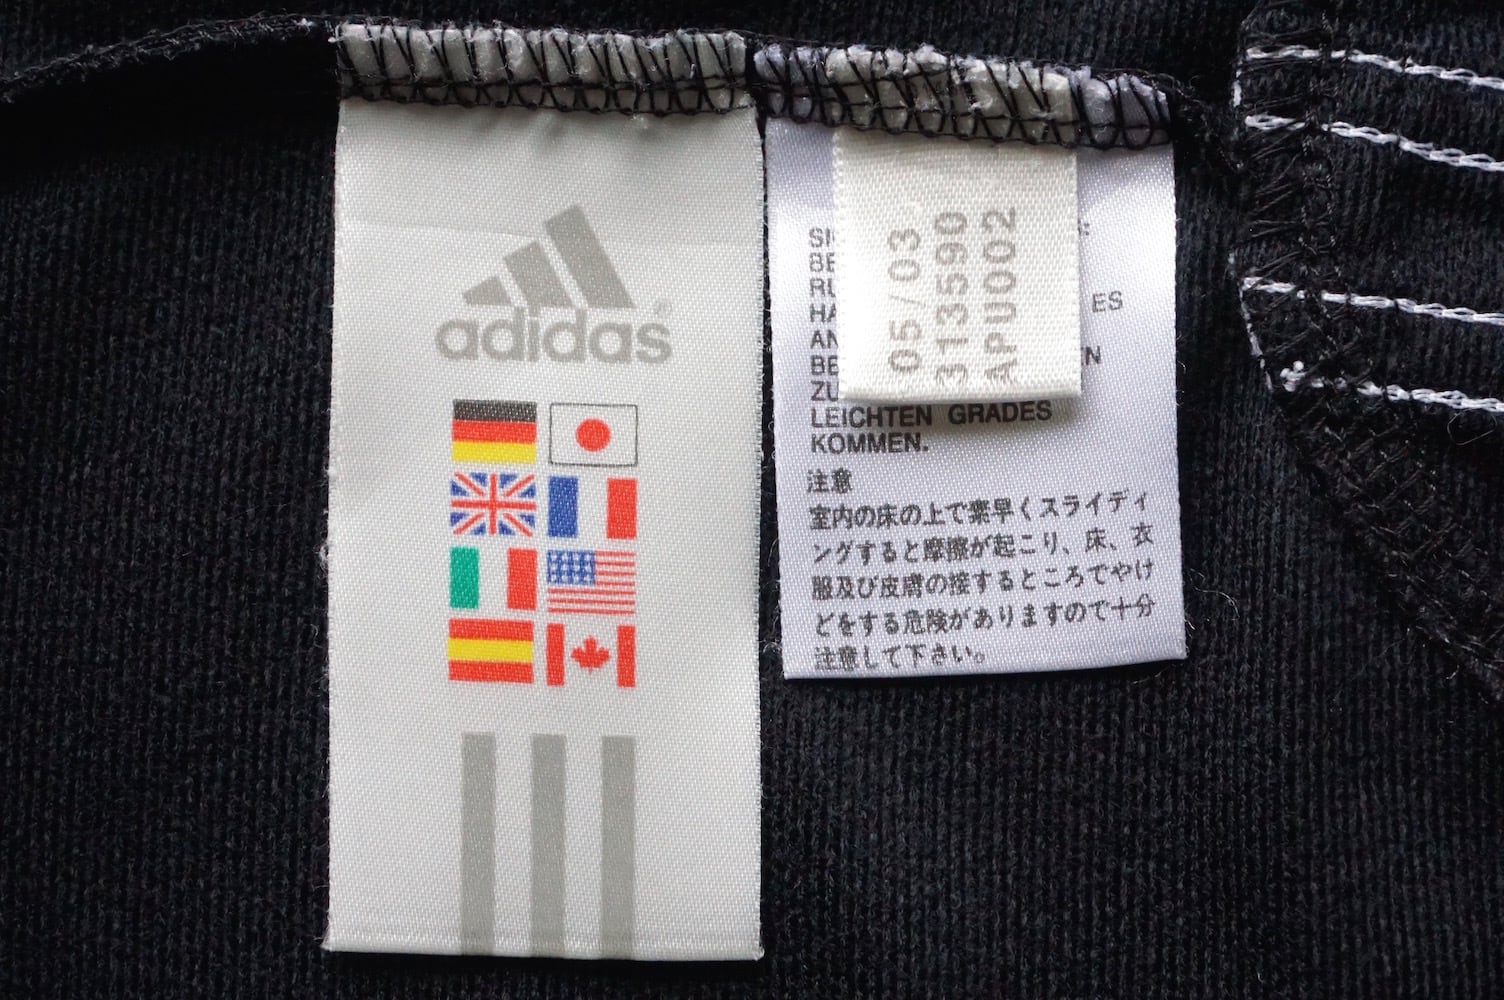 adidas®
05/03
313590
APU002
ES
LEICHTEN GRADES
KOMMEN.
注意
室内の床の上で素早くスライディ
ングすると摩擦が起こり、床、衣
服及び皮膚の接するところでやけ
どをする危険がありますので十分
注意して下さい。